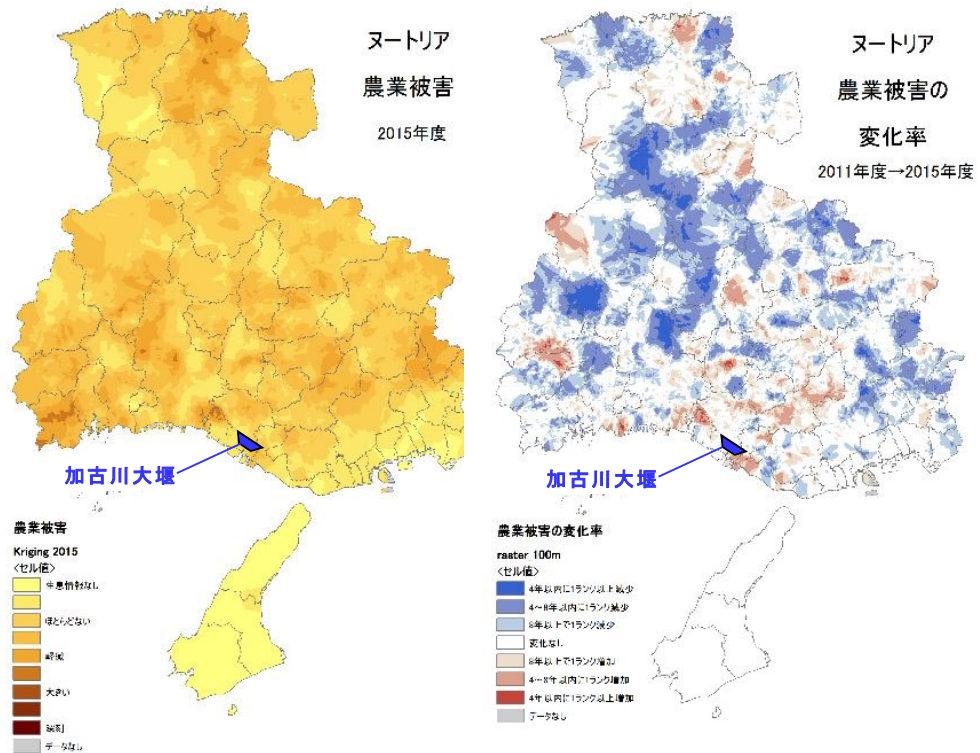 ヌートリア
農業被害
2015年度
加古川大堰
農業被害
Kriging 2015
<セル値>
生息情報なし
ほとんどない
軽微
大きい
深刻
データなし
ヌートリア
農業被害の
変化率
2011年度→2015年度
加古川大堰
農業被害の変化率
raster 100m
<セル値>
4年以内に1ランク以上減少
4～8年以内に1ランク減少
8年以上で1ランク減少
変化なし
8年以上で1ランク増加
4～8年以内に1ランク増加
4年以内に1ランク以上増加
データなし